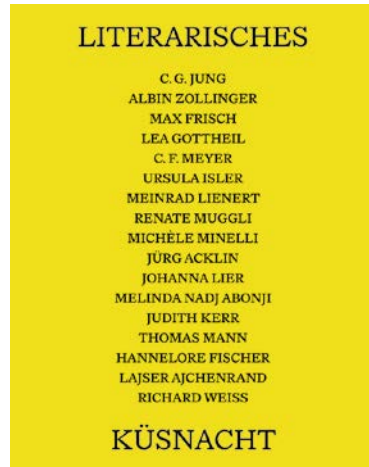 LITERARISCHES
C. G. JUNG
ALBIN ZOLLINGER
MAX FRISCH
LEA GOTTHEIL
C. F. MEYER
URSULA ISLER
MEINRAD LIENERT
RENATE MUGGLI
MICHÈLE MINELLI
JÜRG ACKLIN
JOHANNA LIER
MELINDA NADJ ABONJI
JUDITH KERR
THOMAS MANN
HANNELORE FISCHER
LAJSER AJCHENRAND
RICHARD WEISS
KÜSNACHT